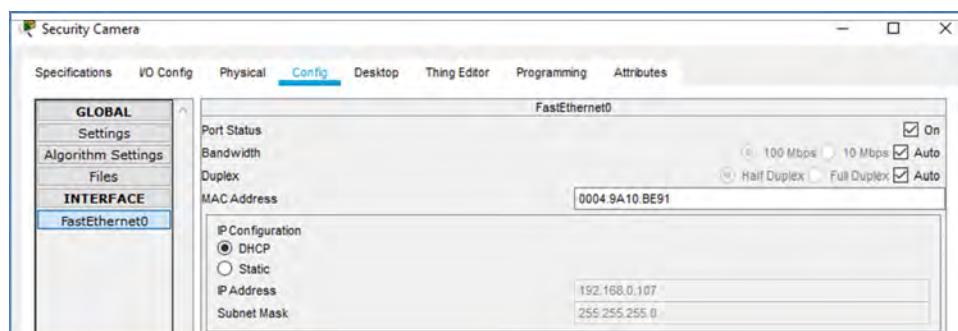 Security Camera
Specifications I/O Config Physical Config Desktop Thing Editor Programming Attributes
GLOBAL
Settings
Algorithm Settings
Files
INTERFACE
FastEthernet0
FastEthernet0
Port Status On
Bandwidth 100 Mbps 10 Mbps Auto
Duplex Half Duplex Full Duplex Auto
MAC Address 0004.9A10.BE91
IP Configuration
DHCP
Static
IP Address 192.168.0.107
Subnet Mask 255.255.255.0